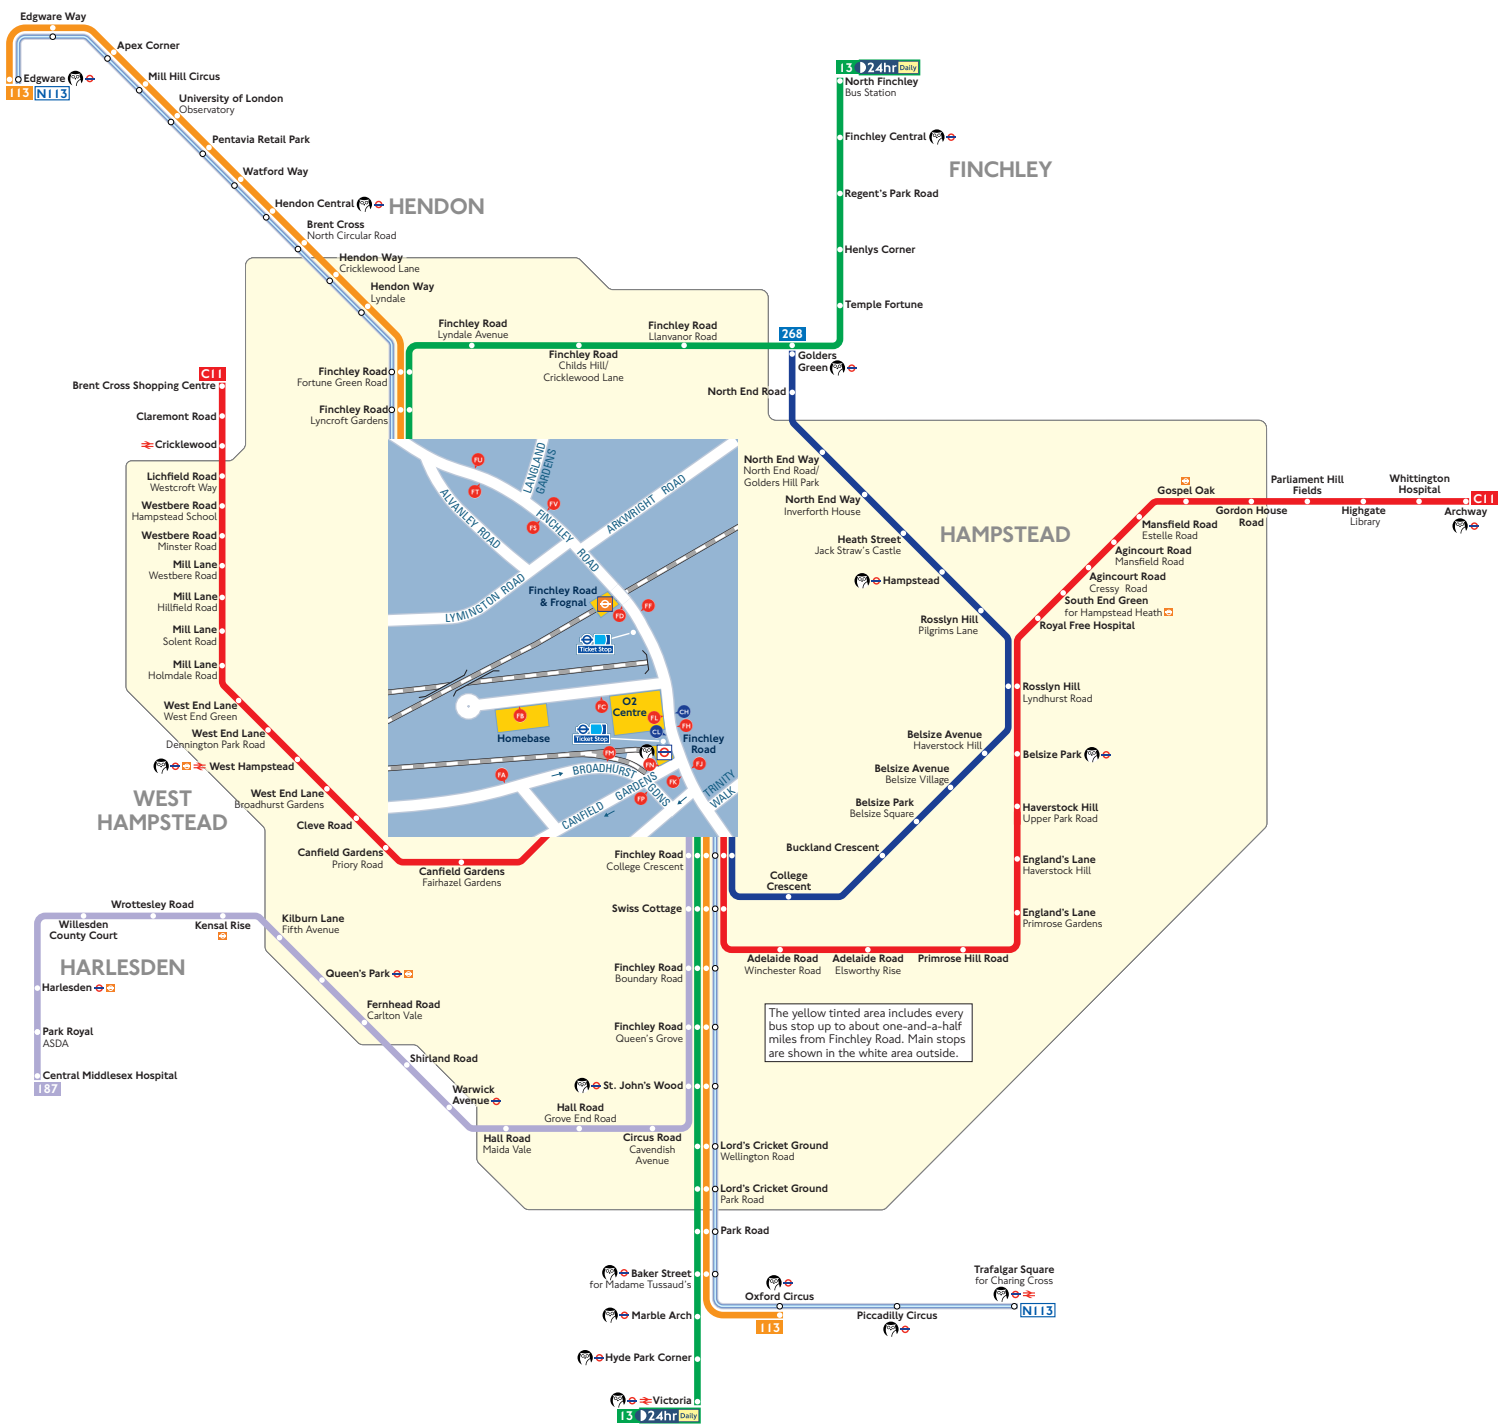 Edgware Way
Apex Corner
Edgware
113 N113
Mill Hill Circus
University of London
Observatory
Pentavia Retail Park
Watford Way
Hendon Central
HENDON
Brent Cross
North Circular Road
Hendon Way
Cricklewood Lane
Hendon Way
Lyndale
13 24hr Daily
North Finchley
Bus Station
Finchley Central
FINCHLEY
Regent's Park Road
Henlys Corner
Temple Fortune
Finchley Road
Lyndale Avenue
Finchley Road
Childs Hill/
Cricklewood Lane
Finchley Road
Llanvanor Road
268
Golders
Green
North End Road
Finchley Road
Fortune Green Road
Finchley Road
Lyncroft Gardens
C11
Brent Cross Shopping Centre
Claremont Road
Cricklewood
Lichfield Road
Westcroft Way
Westbere Road
Hampstead School
Westbere Road
Minster Road
Mill Lane
Westbere Road
Mill Lane
Hillfield Road
Mill Lane
Solent Road
Mill Lane
Holmdale Road
West End Lane
West End Green
West End Lane
Dennington Park Road
West Hampstead
WEST
HAMPSTEAD
West End Lane
Broadhurst Gardens
Cleve Road
Canfield Gardens
Priory Road
Canfield Gardens
Fairhazel Gardens
FU
FT
LANGLAND
GARDENS
FV
FS
ALVANLEY ROAD
FINCHLEY ROAD
ARKWRIGHT ROAD
LYMINGTON ROAD
Finchley Road
& Frognal
FD
FF
Ticket Stop
O2
Centre
FC
FB
FL
CH
FH
CL
Homebase
Ticket Stop
Finchley
Road
FM
FN
FJ
FK
FA
FP
BROADHURST GDNS
CANFIELD GARDENS
TRINITY
WALK
North End Way
North End Road/
Golders Hill Park
North End Way
Inverforth House
Heath Street
Jack Straw's Castle
Hampstead
HAMPSTEAD
Rosslyn Hill
Pilgrims Lane
Gospel Oak
Gordon House
Road
Parliament Hill
Fields
Highgate
Library
Whittington
Hospital
C11
Archway
Mansfield Road
Estelle Road
Agincourt Road
Mansfield Road
Agincourt Road
Cressy Road
South End Green
for Hampstead Heath
Royal Free Hospital
Rosslyn Hill
Lyndhurst Road
Belsize Park
Belsize Avenue
Haverstock Hill
Belsize Avenue
Belsize Village
Belsize Park
Belsize Square
Buckland Crescent
College
Crescent
Haverstock Hill
Upper Park Road
England's Lane
Haverstock Hill
England's Lane
Primrose Gardens
Adelaide Road
Winchester Road
Adelaide Road
Elsworthy Rise
Primrose Hill Road
Finchley Road
College Crescent
Swiss Cottage
Finchley Road
Boundary Road
Finchley Road
Queen's Grove
St. John's Wood
Wrottesley Road
Willesden
County Court
Kensal Rise
Kilburn Lane
Fifth Avenue
HARLESDEN
Harlesden
Park Royal
ASDA
Central Middlesex Hospital
187
Queen's Park
Fernhead Road
Carlton Vale
Shirland Road
Warwick
Avenue
Hall Road
Maida Vale
Hall Road
Grove End Road
Circus Road
Cavendish
Avenue
The yellow tinted area includes every
bus stop up to about one-and-a-half
miles from Finchley Road. Main stops
are shown in the white area outside.
Lord's Cricket Ground
Wellington Road
Lord's Cricket Ground
Park Road
Park Road
Baker Street
for Madame Tussaud's
Marble Arch
Hyde Park Corner
Victoria
13 24hr Daily
Oxford Circus
113
Piccadilly Circus
Trafalgar Square
for Charing Cross
N113